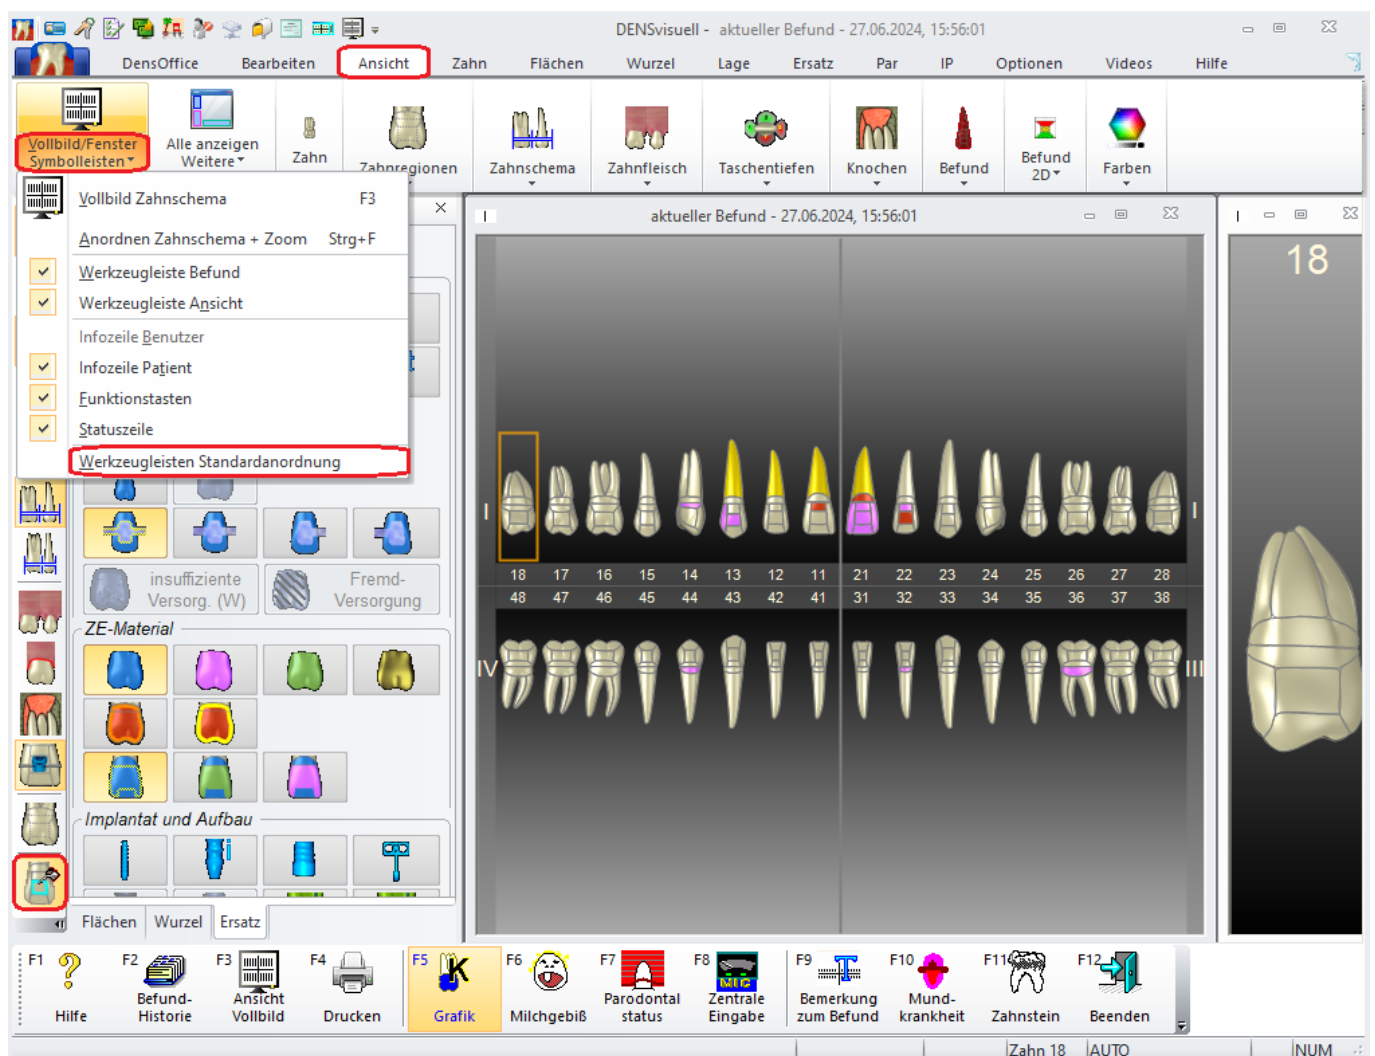 DENSvisuell - aktueller Befund - 27.06.2024, 15:56:01
DensOffice Bearbeiten Ansicht Zahn Flächen Wurzel Lage Ersatz Par IP Optionen Videos Hilfe
Vollbild/Fenster
Symbolleisten
Alle anzeigen
Weitere
Zahn
Zahnregionen
Zahnschema
Zahnfleisch
Taschentiefen
Knochen
Befund
Befund
2D
Farben
Vollbild Zahnschema F3
Anordnen Zahnschema + Zoom Strg+F
Werkzeugleiste Befund
Werkzeugleiste Ansicht
Infozeile Benutzer
Infozeile Patient
Funktionstasten
Statuszeile
Werkzeugleisten Standardanordnung
insuffiziente
Versorg. (W)
Fremd-
Versorgung
ZE-Material
Implantat und Aufbau
i
Flächen Wurzel Ersatz
I aktueller Befund - 27.06.2024, 15:56:01
I I
18 17 16 15 14 13 12 11 21 22 23 24 25 26 27 28
48 47 46 45 44 43 42 41 31 32 33 34 35 36 37 38
IV III
I
18
F1
Hilfe
F2
Befund-
Historie
F3
Ansicht
Vollbild
F4
Drucken
F5 K
Grafik
F6
Milchgebiß
F7
Parodontal
status
F8
MIC
Zentrale
Eingabe
F9
Bemerkung
zum Befund
F10
Mund-
krankheit
F11
Zahnstein
F12
Beenden
Zahn 18 AUTO NUM